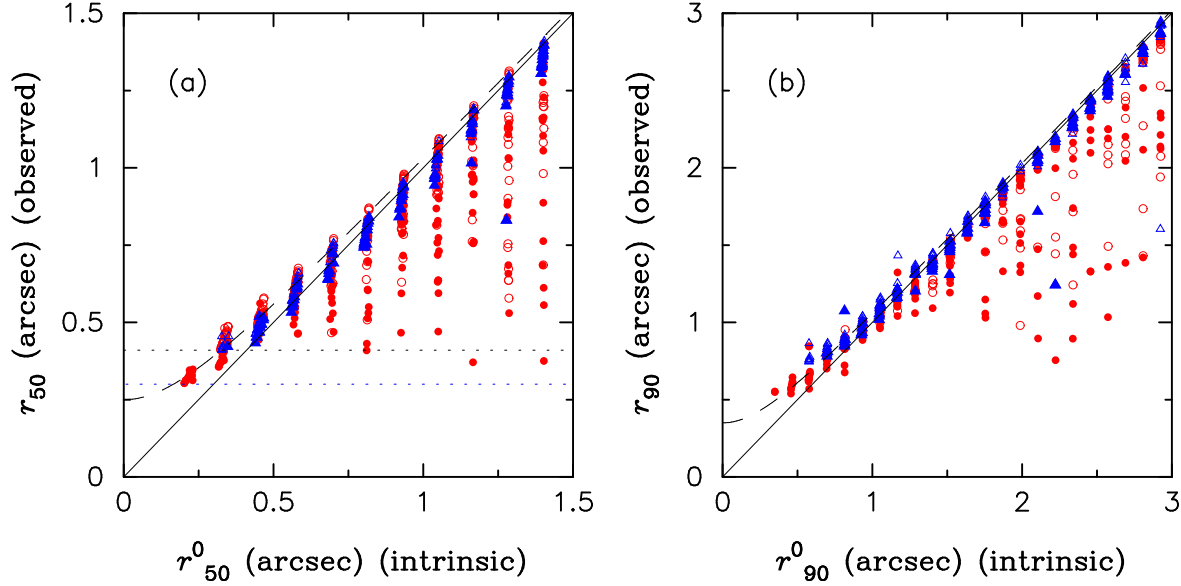 (a)
1.5
1
0.5
0
0
0.5
1
1.5
r50 (arcsec) (observed)
r⁰50 (arcsec) (intrinsic)
(b)
3
2
1
0
0
1
2
3
r90 (arcsec) (observed)
r⁰90 (arcsec) (intrinsic)